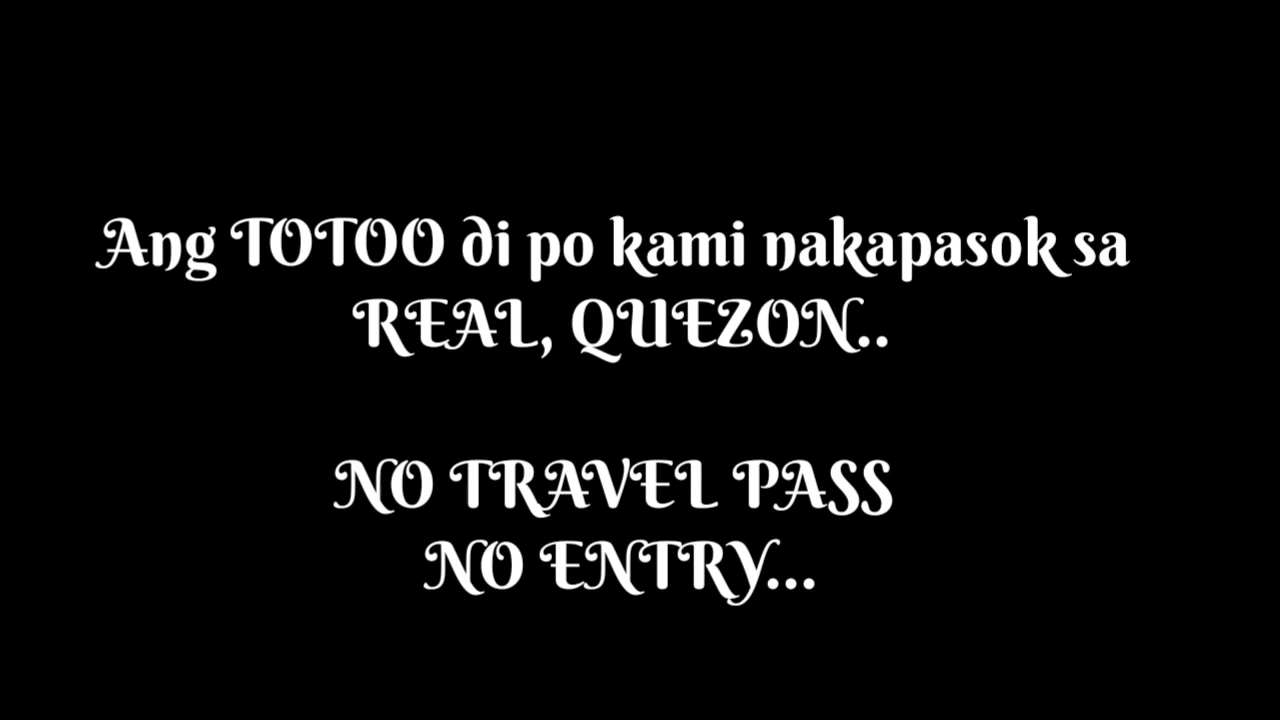 Ang TOTOO di po kami nakapasok sa
REAL, QUEZON..
NO TRAVEL PASS
NO ENTRY...